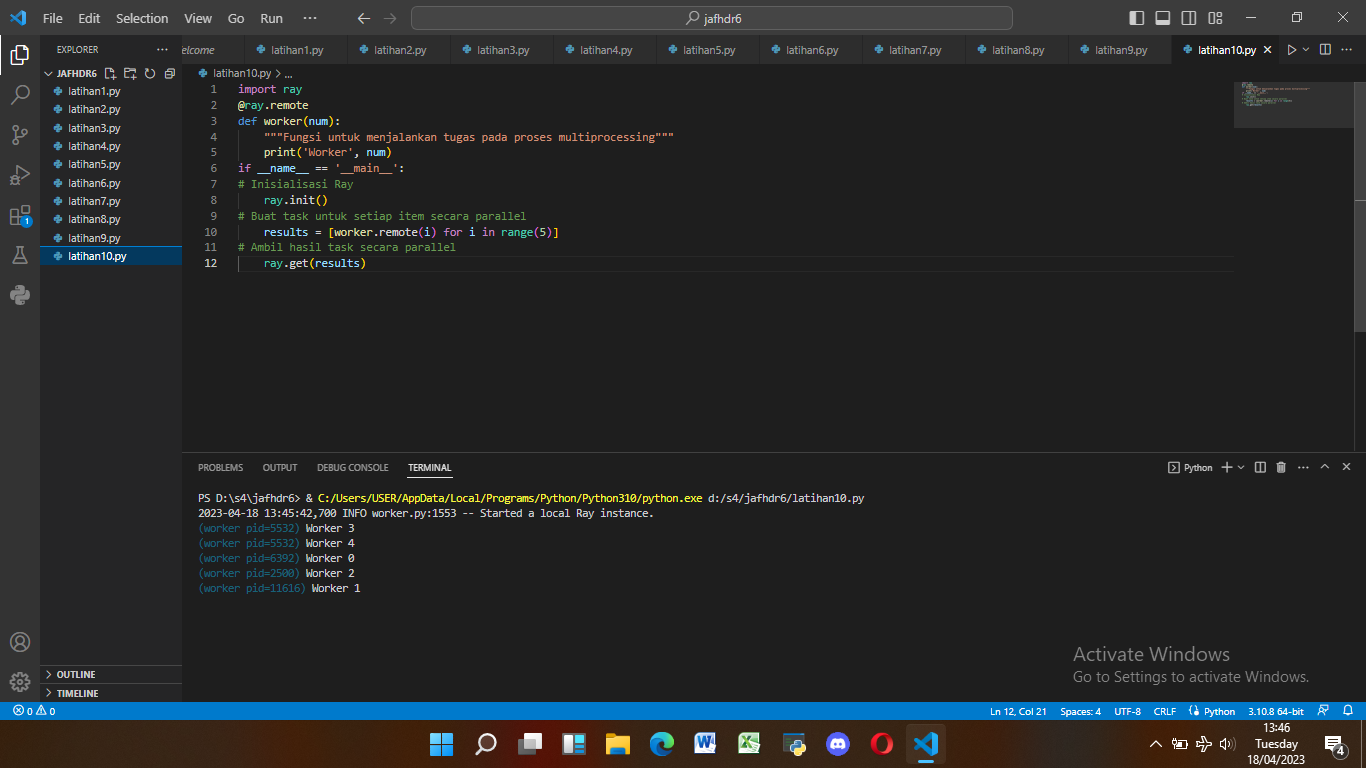 File Edit Selection View Go Run ··· jafhdr6
EXPLORER ···
elcome latihan1.py latihan2.py latihan3.py latihan4.py latihan5.py latihan6.py latihan7.py latihan8.py latihan9.py latihan10.py
JAFHDR6
latihan1.py
latihan2.py
latihan3.py
latihan4.py
latihan5.py
latihan6.py
latihan7.py
latihan8.py
latihan9.py
latihan10.py
OUTLINE
TIMELINE
1
latihan10.py > ...
1 import ray
2 @ray.remote
3 def worker(num):
4     """Fungsi untuk menjalankan tugas pada proses multiprocessing"""
5     print('Worker', num)
6 if __name__ == '__main__':
7 # Inisialisasi Ray
8     ray.init()
9 # Buat task untuk setiap item secara parallel
10     results = [worker.remote(i) for i in range(5)]
11 # Ambil hasil task secara parallel
12     ray.get(results)
PROBLEMS OUTPUT DEBUG CONSOLE TERMINAL Python
PS D:\s4\jafhdr6> & C:/Users/USER/AppData/Local/Programs/Python/Python310/python.exe d:/s4/jafhdr6/latihan10.py
2023-04-18 13:45:42,700 INFO worker.py:1553 -- Started a local Ray instance.
(worker pid=5532) Worker 3
(worker pid=5532) Worker 4
(worker pid=6392) Worker 0
(worker pid=2500) Worker 2
(worker pid=11616) Worker 1
Activate Windows
Go to Settings to activate Windows.
0 0 Ln 12, Col 21 Spaces: 4 UTF-8 CRLF Python 3.10.8 64-bit
13:46
Tuesday
18/04/2023
4